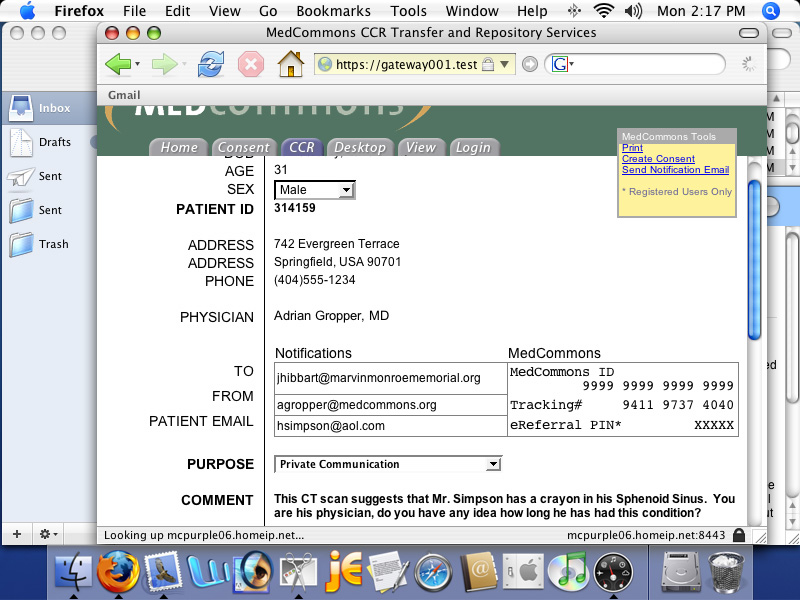 Firefox File Edit View Go Bookmarks Tools Window Help Mon 2:17 PM
MedCommons CCR Transfer and Repository Services
https://gateway001.test
G
Gmail
Inbox
Drafts
Sent
Sent
Trash
MEDcommons
Home Consent CCR Desktop View Login
MedCommons Tools
Print
Create Consent
Send Notification Email
* Registered Users Only
AGE 31
SEX Male
PATIENT ID 314159
ADDRESS 742 Evergreen Terrace
ADDRESS Springfield, USA 90701
PHONE (404)555-1234
PHYSICIAN Adrian Gropper, MD
Notifications MedCommons
TO jhibbart@marvinmonroememorial.org
MedCommons ID
9999 9999 9999 9999
FROM agropper@medcommons.org
Tracking# 9411 9737 4040
PATIENT EMAIL hsimpson@aol.com
eReferral PIN* XXXXX
PURPOSE Private Communication
COMMENT This CT scan suggests that Mr. Simpson has a crayon in his Sphenoid Sinus. You
are his physician, do you have any idea how long he has had this condition?
Looking up mcpurple06.homeip.net... mcpurple06.homeip.net:8443